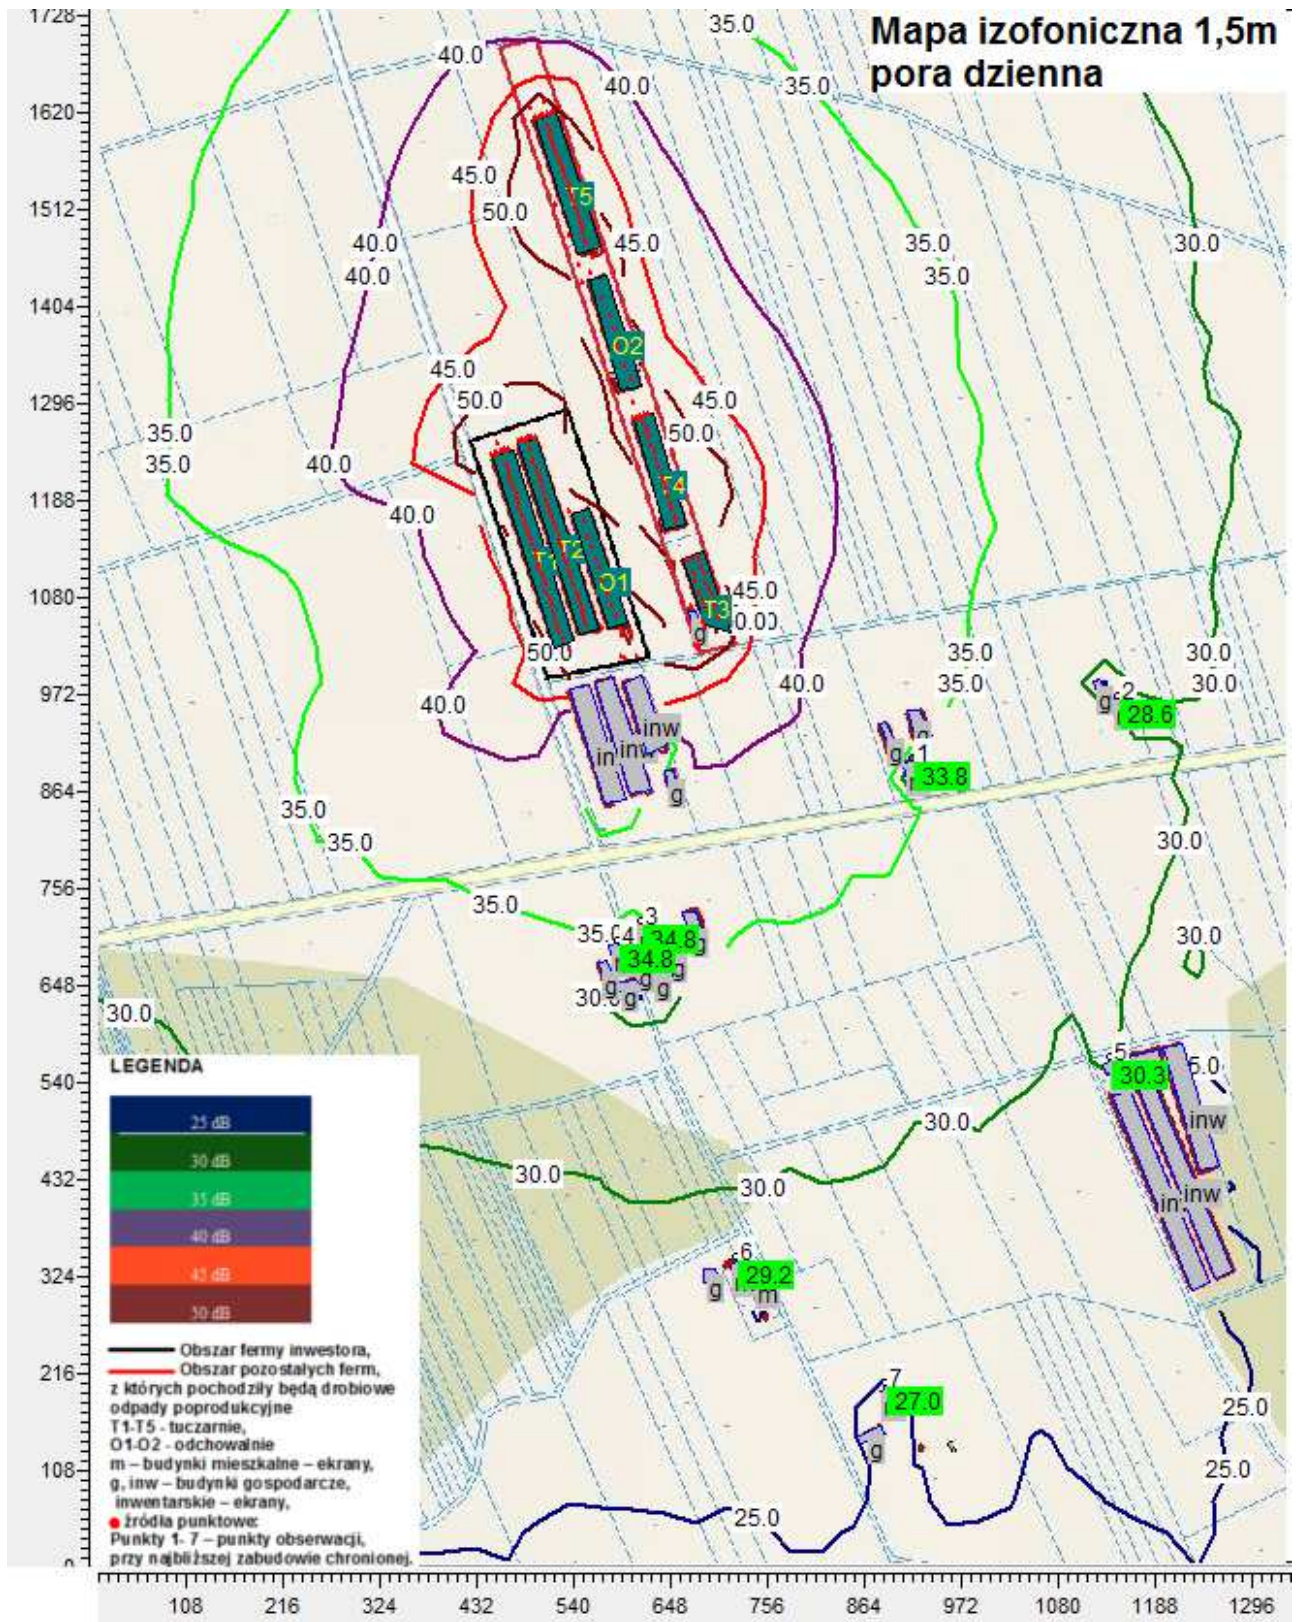 Mapa izofoniczna 1,5m
pora dzienna
1728
1620
1512
1404
1296
1188
1080
972
864
756
648
540
432
324
216
108
0
35.0
40.0
40.0
35.0
45.0
50.0
T5
45.0
40.0
40.0
35.0
35.0
30.0
O2
45.0
50.0
45.0
50.0
35.0
35.0
40.0
40.0
T4
T1
T2
O1
45.0
T3
g
50.0
40.0
40.0
35.0
35.0
30.0
30.0
g
2
28.6
inw
g
g
g
1
33.8
35.0
35.0
30.0
35.0
3
4
34.8
34.8
g
g
g
g
g
g
30.0
30.0
5
30.3
inw
inw
30.0
30.0
30.0
6
29.2
g
m
7
27.0
g
25.0
25.0
25.0
LEGENDA
25 dB
30 dB
35 dB
40 dB
45 dB
50 dB
Obszar fermy inwestora,
Obszar pozostałych ferm,
z których pochodziły będą drobiowe
odpady poprodukcyjne
T1-T5 - tuczarnie,
O1-O2 - odchowalnie
m – budynki mieszkalne – ekrany,
g, inw – budynki gospodarcze,
inwentarskie – ekrany,
źródła punktowe:
Punkty 1- 7 – punkty obserwacji,
przy najbliższej zabudowie chronionej.
108
216
324
432
540
648
756
864
972
1080
1188
1296